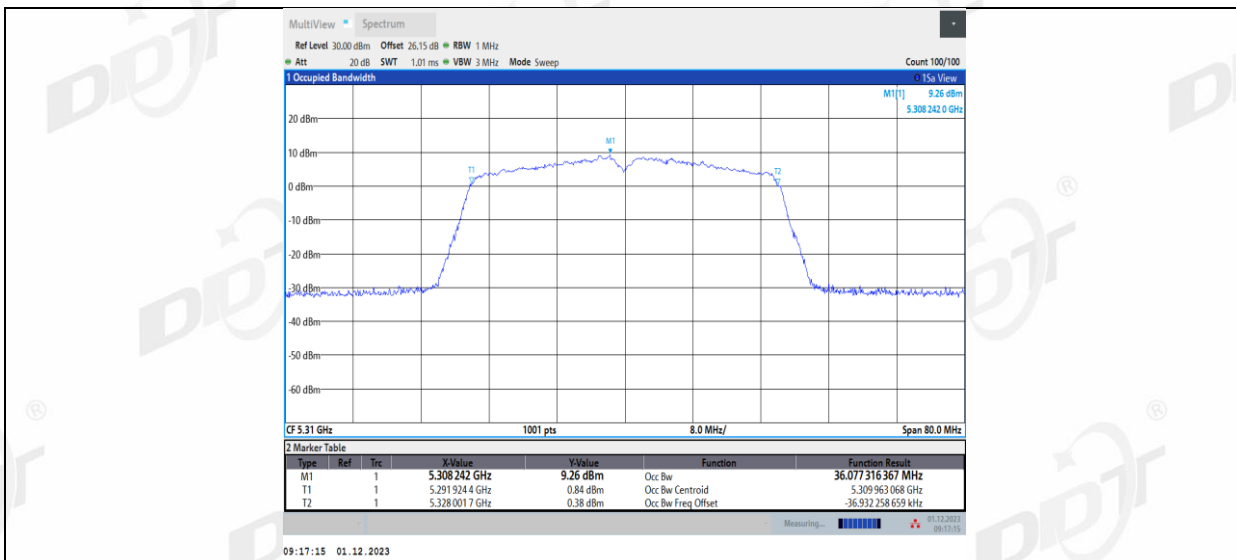 MultiView Spectrum
Ref Level 30.00 dBm Offset 26.15 dB RBW 1 MHz
Att 20 dB SWT 1.01 ms VBW 3 MHz Mode Sweep Count 100/100
1 Occupied Bandwidth 1Sa View
M1[1] 9.26 dBm
5.308 242 0 GHz
20 dBm
M1
10 dBm
T1
T2
0 dBm
-10 dBm
-20 dBm
-30 dBm
-40 dBm
-50 dBm
-60 dBm
CF 5.31 GHz 1001 pts 8.0 MHz/ Span 80.0 MHz
2 Marker Table
Type Ref Trc X-Value Y-Value Function Function Result
M1 1 5.308 242 GHz 9.26 dBm Occ Bw 36.077 316 367 MHz
T1 1 5.291 924 4 GHz 0.84 dBm Occ Bw Centroid 5.309 963 068 GHz
T2 1 5.328 001 7 GHz 0.38 dBm Occ Bw Freq Offset -36.932 258 659 kHz
Measuring... 01.12.2023
09:17:15
09:17:15 01.12.2023
DDT
®